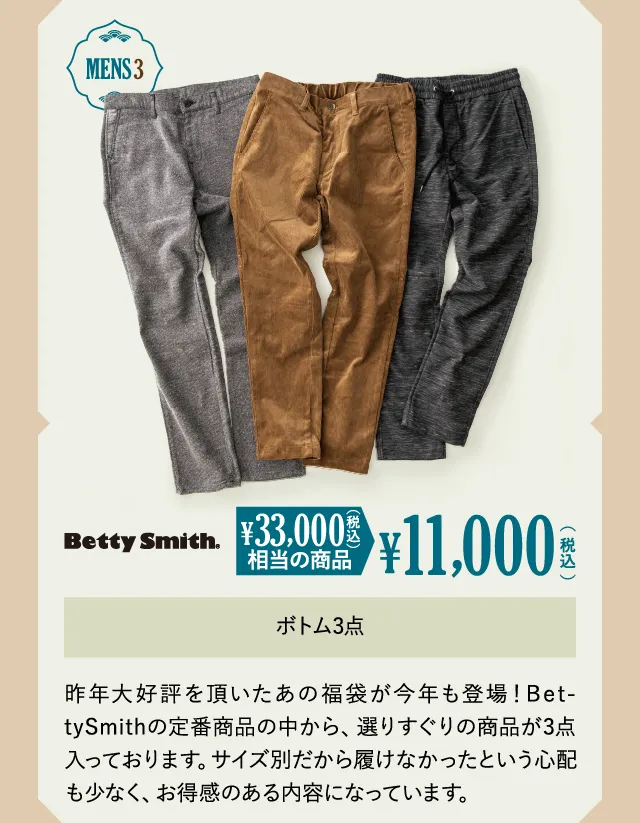 MENS3
Betty Smith.
¥33,000(税込)
相当の商品
¥11,000(税込)
ボトム3点
昨年大好評を頂いたあの福袋が今年も登場！Bet-
tySmithの定番商品の中から、選りすぐりの商品が3点
入っております。サイズ別だから履けなかったという心配
も少なく、お得感のある内容になっています。